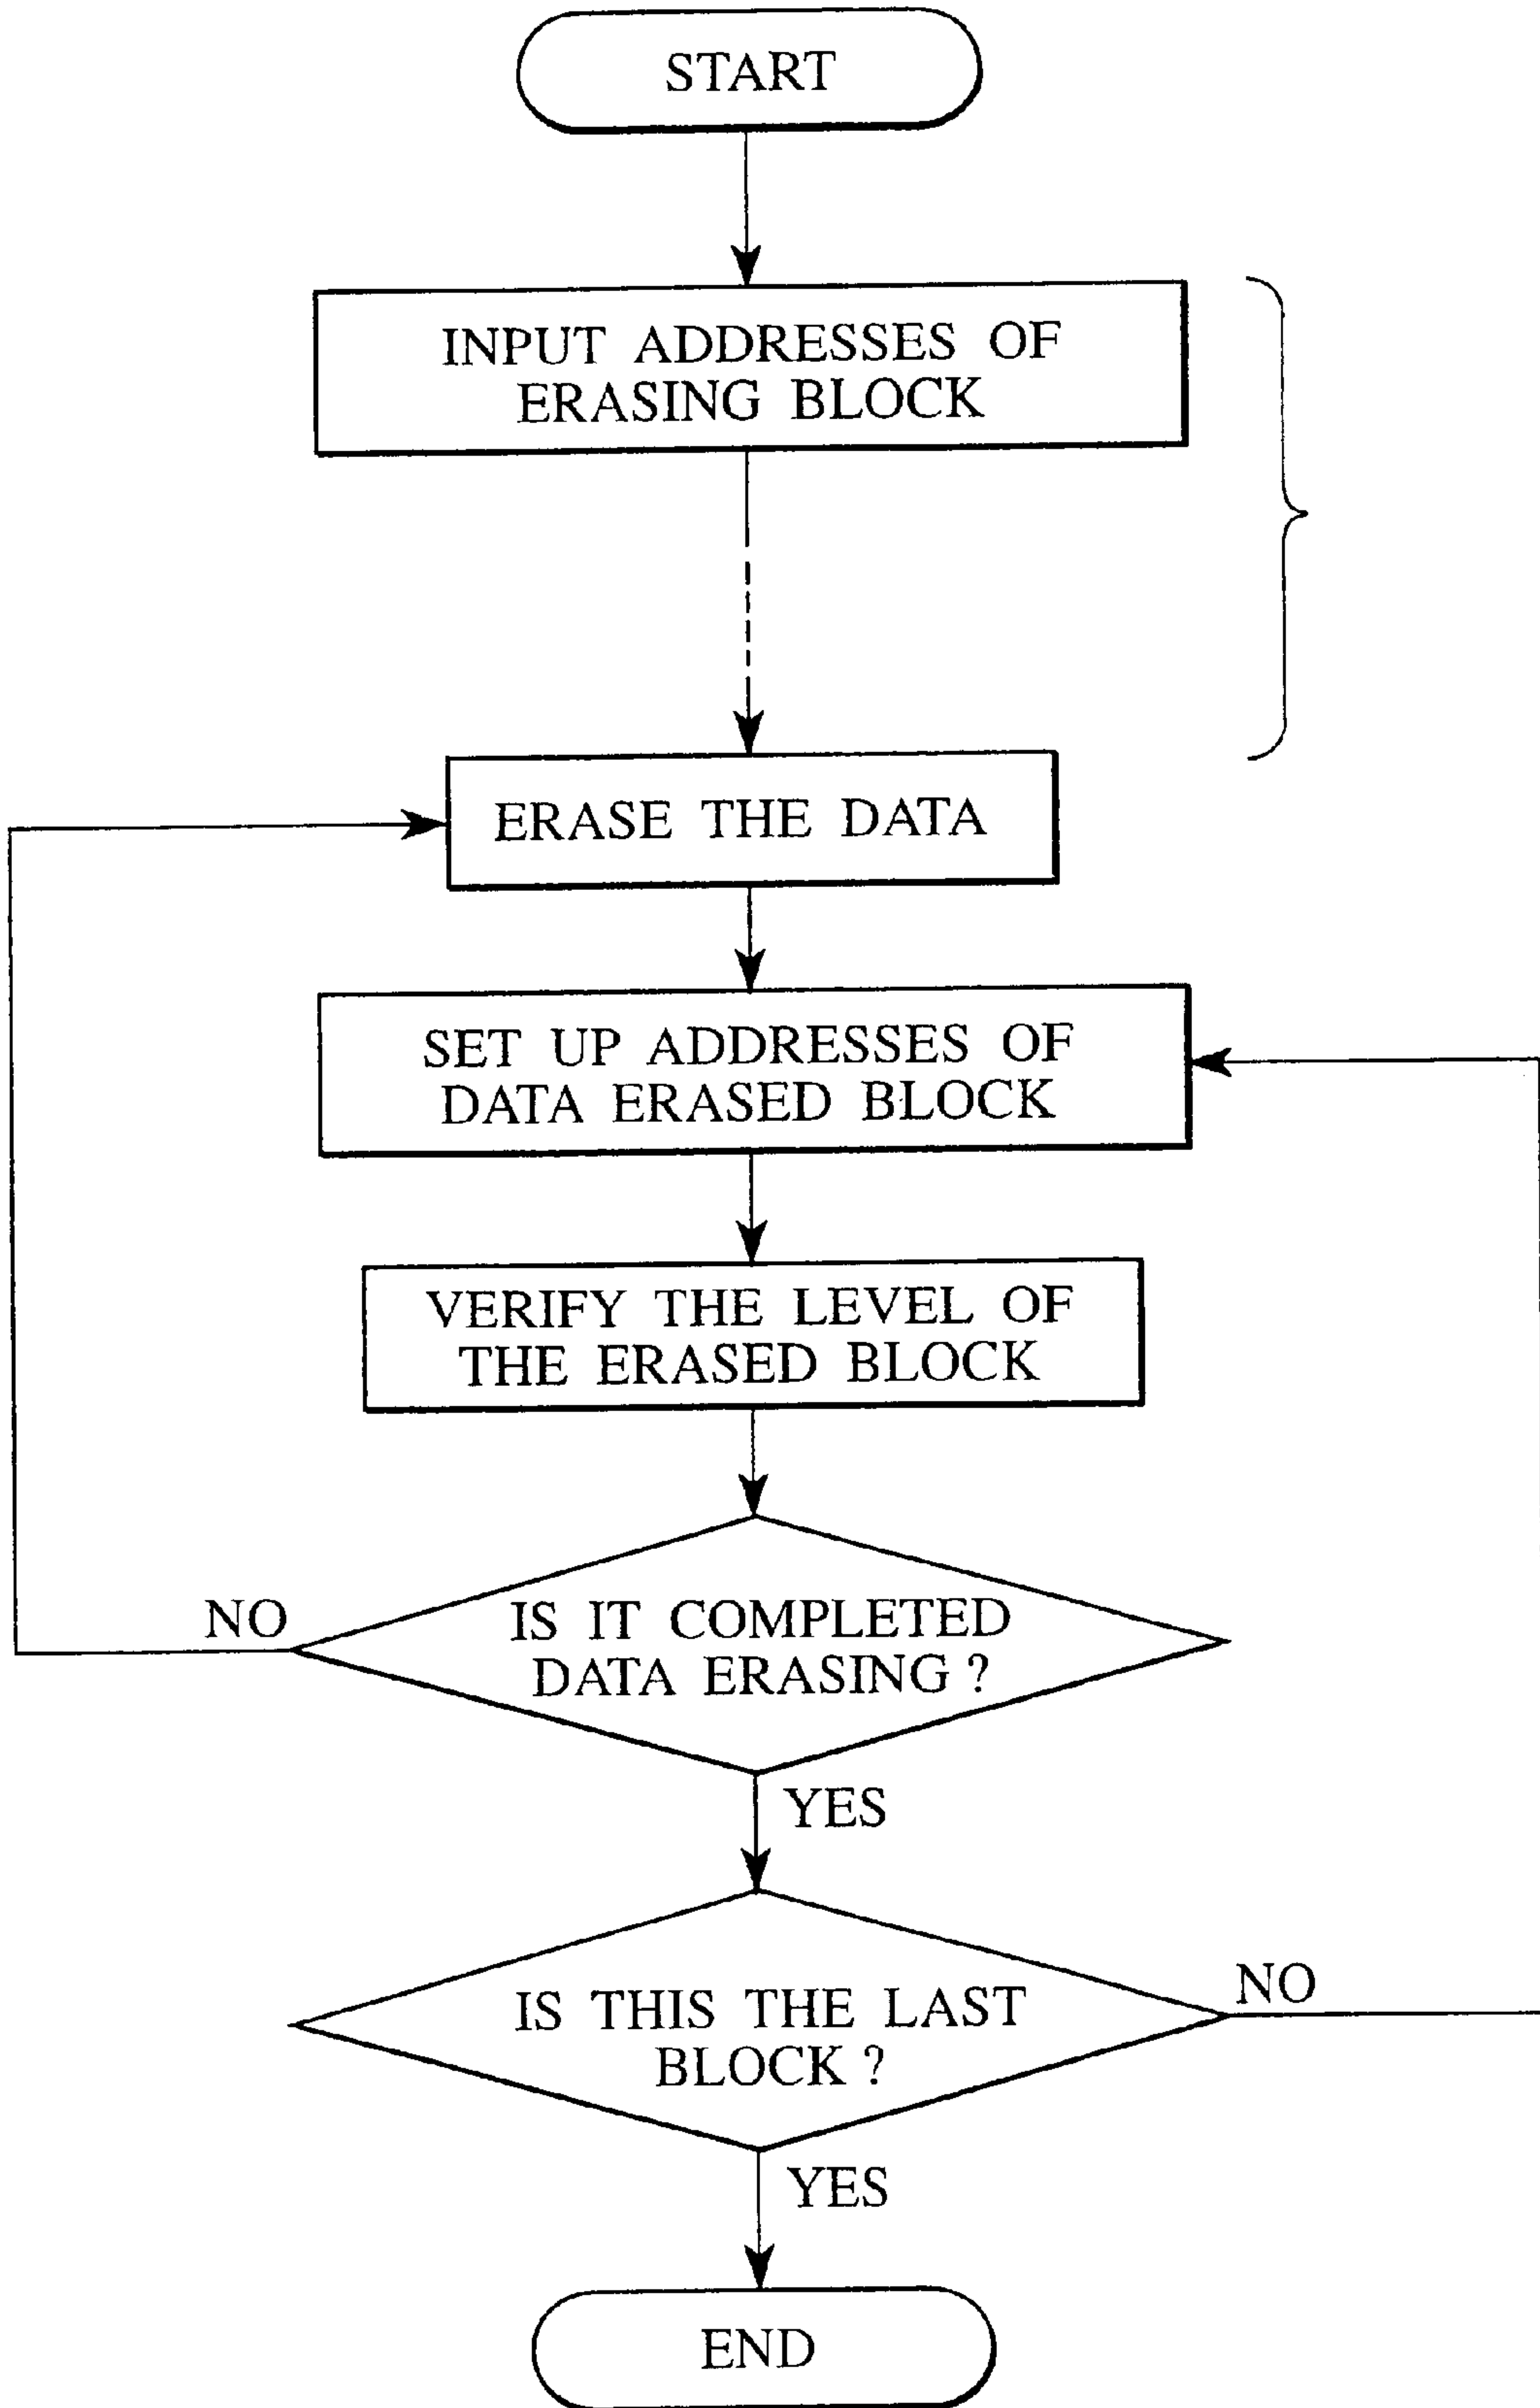 START
INPUT ADDRESSES OF
ERASING BLOCK
ERASE THE DATA
SET UP ADDRESSES OF
DATA ERASED BLOCK
VERIFY THE LEVEL OF
THE ERASED BLOCK
NO
IS IT COMPLETED
DATA ERASING ?
YES
NO
IS THIS THE LAST
BLOCK ?
YES
END